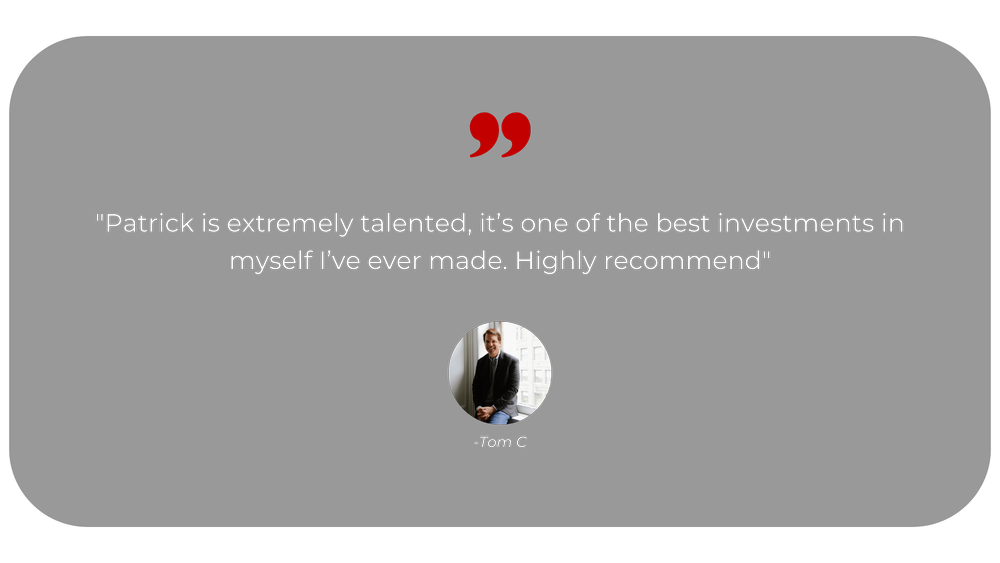 "Patrick is extremely talented, it’s one of the best investments in
myself I’ve ever made. Highly recommend"
-Tom C